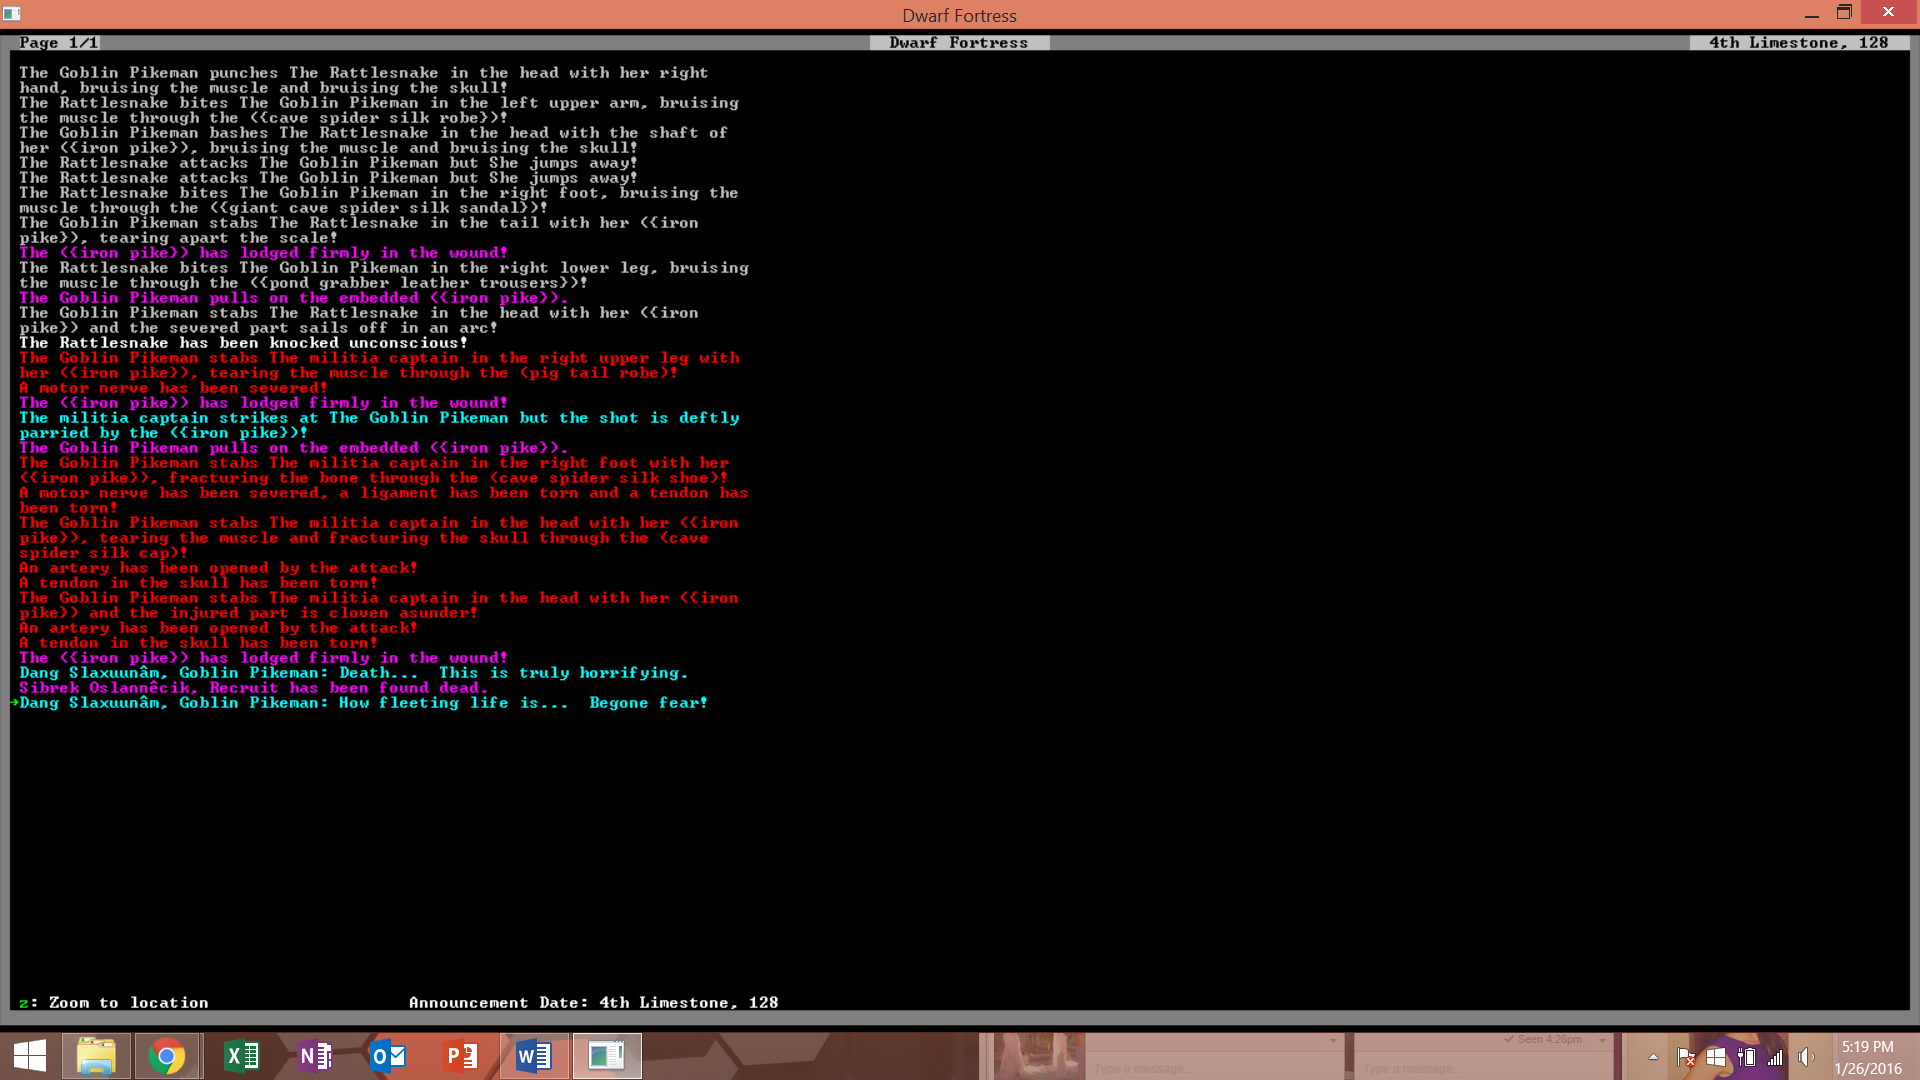 Dwarf Fortress
Page 1/1
Dwarf Fortress
4th Limestone, 128
The Goblin Pikeman punches The Rattlesnake in the head with her right
hand, bruising the muscle and bruising the skull!
The Rattlesnake bites The Goblin Pikeman in the left upper arm, bruising
the muscle through the ({cave spider silk robe})!
The Goblin Pikeman bashes The Rattlesnake in the head with the shaft of
her ({iron pike}), bruising the muscle and bruising the skull!
The Rattlesnake attacks The Goblin Pikeman but She jumps away!
The Rattlesnake attacks The Goblin Pikeman but She jumps away!
The Rattlesnake bites The Goblin Pikeman in the right foot, bruising the
muscle through the ({giant cave spider silk sandal})!
The Goblin Pikeman stabs The Rattlesnake in the tail with her ({iron
pike}), tearing apart the scale!
The ({iron pike}) has lodged firmly in the wound!
The Rattlesnake bites The Goblin Pikeman in the right lower leg, bruising
the muscle through the ({pond grabber leather trousers})!
The Goblin Pikeman pulls on the embedded ({iron pike}).
The Goblin Pikeman stabs The Rattlesnake in the head with her ({iron
pike}) and the severed part sails off in an arc!
The Rattlesnake has been knocked unconscious!
The Goblin Pikeman stabs The militia captain in the right upper leg with
her ({iron pike}), tearing the muscle through the (pig tail robe)!
A motor nerve has been severed!
The ({iron pike}) has lodged firmly in the wound!
The militia captain strikes at The Goblin Pikeman but the shot is deftly
parried by the ({iron pike})!
The Goblin Pikeman pulls on the embedded ({iron pike}).
The Goblin Pikeman stabs The militia captain in the right foot with her
({iron pike}), fracturing the bone through the (cave spider silk shoe)!
A motor nerve has been severed, a ligament has been torn and a tendon has
been torn!
The Goblin Pikeman stabs The militia captain in the head with her ({iron
pike}), tearing the muscle and fracturing the skull through the (cave
spider silk cap)!
An artery has been opened by the attack!
A tendon in the skull has been torn!
The Goblin Pikeman stabs The militia captain in the head with her ({iron
pike}) and the injured part is cloven asunder!
An artery has been opened by the attack!
A tendon in the skull has been torn!
The ({iron pike}) has lodged firmly in the wound!
Dang Slaxuunâm, Goblin Pikeman: Death... This is truly horrifying.
Sibrek Oslannêcik, Recruit has been found dead.
Dang Slaxuunâm, Goblin Pikeman: How fleeting life is... Begone fear!
z: Zoom to location
Announcement Date: 4th Limestone, 128
Seen 4:26pm
Type a message...
Type a message...
5:19 PM
1/26/2016